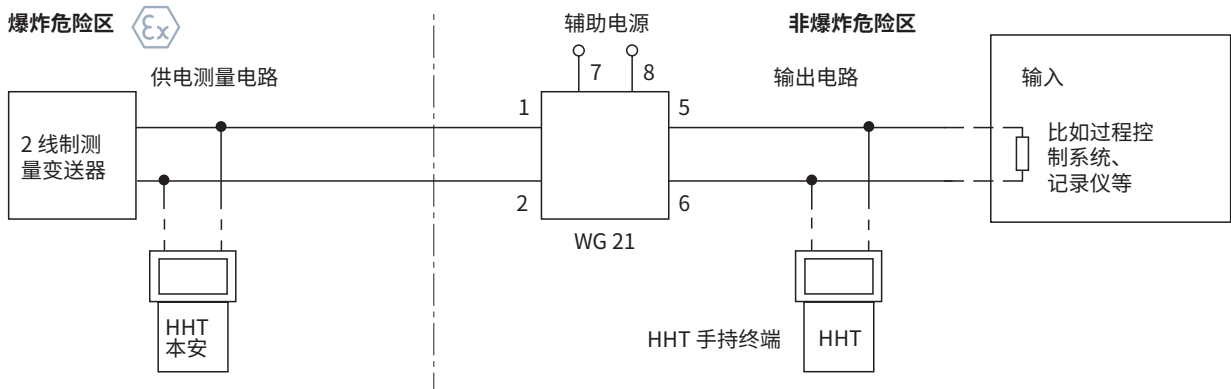 爆炸危险区
εx
辅助电源
非爆炸危险区
7
8
供电测量电路
输出电路
输入
1
5
2 线制测
量变送器
比如过程控
制系统、
记录仪等
2
6
WG 21
HHT
本安
HHT 手持终端
HHT